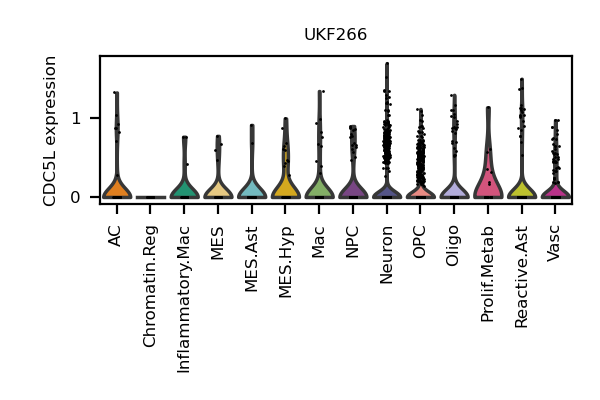 UKF266
CDC5L expression
1
0
AC
Chromatin.Reg
Inflammatory.Mac
MES
MES.Ast
MES.Hyp
Mac
NPC
Neuron
OPC
Oligo
Prolif.Metab
Reactive.Ast
Vasc